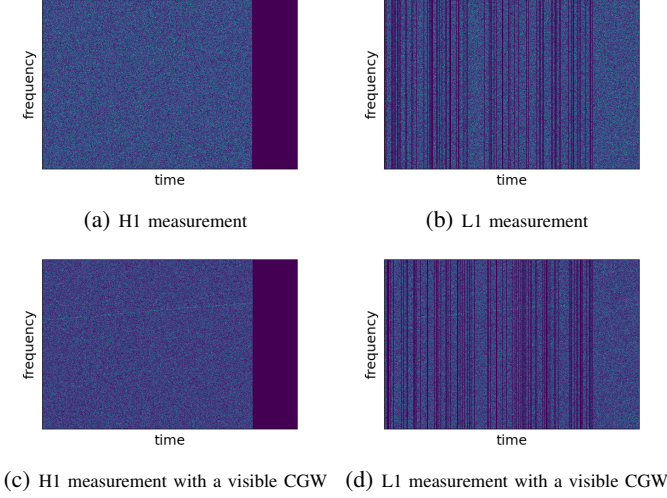 frequency
time
(a) H1 measurement
frequency
time
(b) L1 measurement
frequency
time
(c) H1 measurement with a visible CGW
frequency
time
(d) L1 measurement with a visible CGW